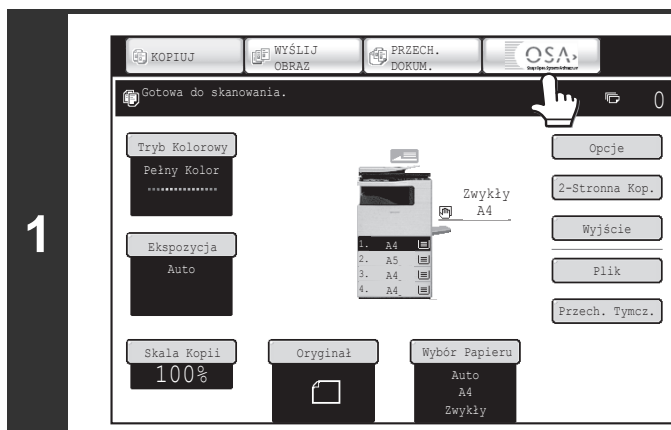 1
KOPIUJ
WYŚLIJ
OBRAZ
PRZECH.
DOKUM.
OSA
Gotowa do skanowania.
0
Tryb Kolorowy
Pełny Kolor
Opcje
2-Stronna Kop.
Zwykły
A4
Wyjście
Ekspozycja
Auto
1. A4
2. A5
3. A4
4. A4
Plik
Przech. Tymcz.
Skala Kopii
100%
Oryginał
Wybór Papieru
Auto
A4
Zwykły